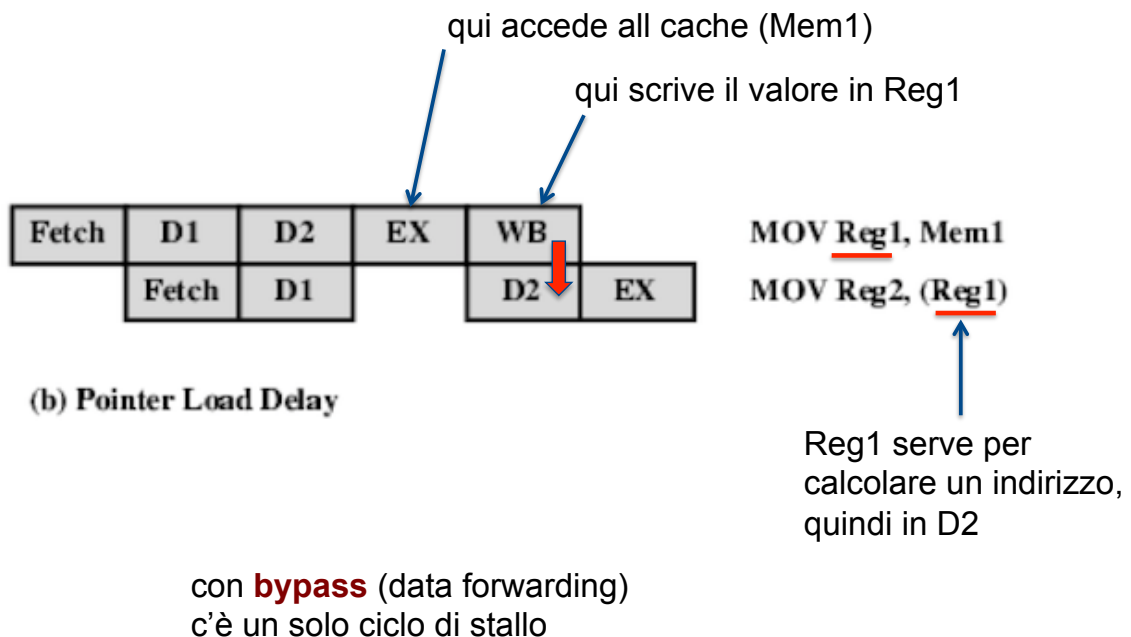 qui accede all cache (Mem1)
qui scrive il valore in Reg1
Fetch D1 D2 EX WB MOV Reg1, Mem1
Fetch D1 D2 EX MOV Reg2, (Reg1)
(b) Pointer Load Delay
Reg1 serve per
calcolare un indirizzo,
quindi in D2
con bypass (data forwarding)
c'è un solo ciclo di stallo